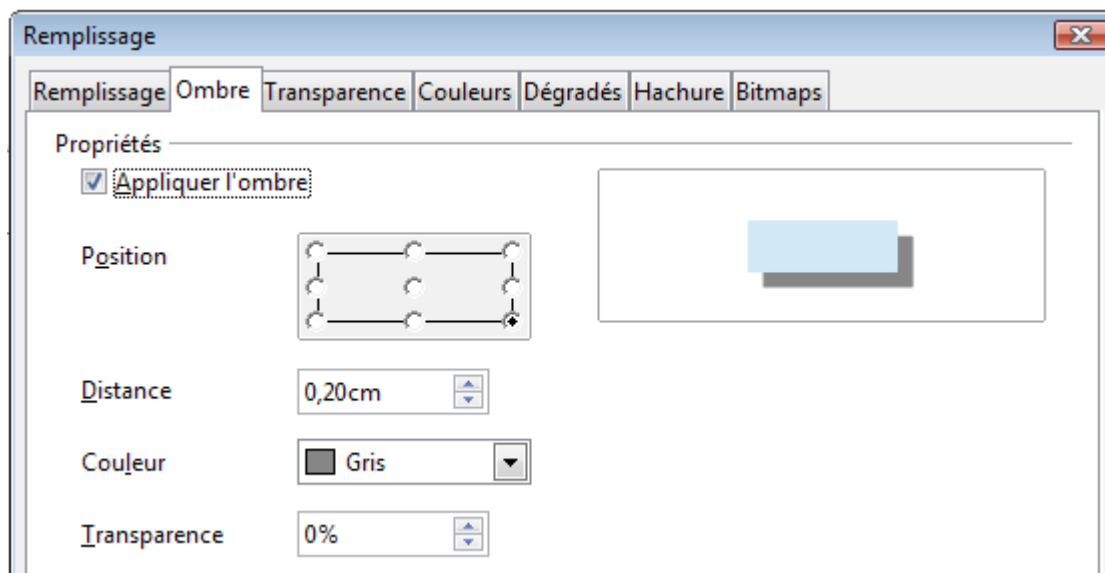 Remplissage
Remplissage Ombre Transparence Couleurs Dégradés Hachure Bitmaps
Propriétés
Appliquer l'ombre
Position
Distance 0,20cm
Couleur Gris
Transparence 0%